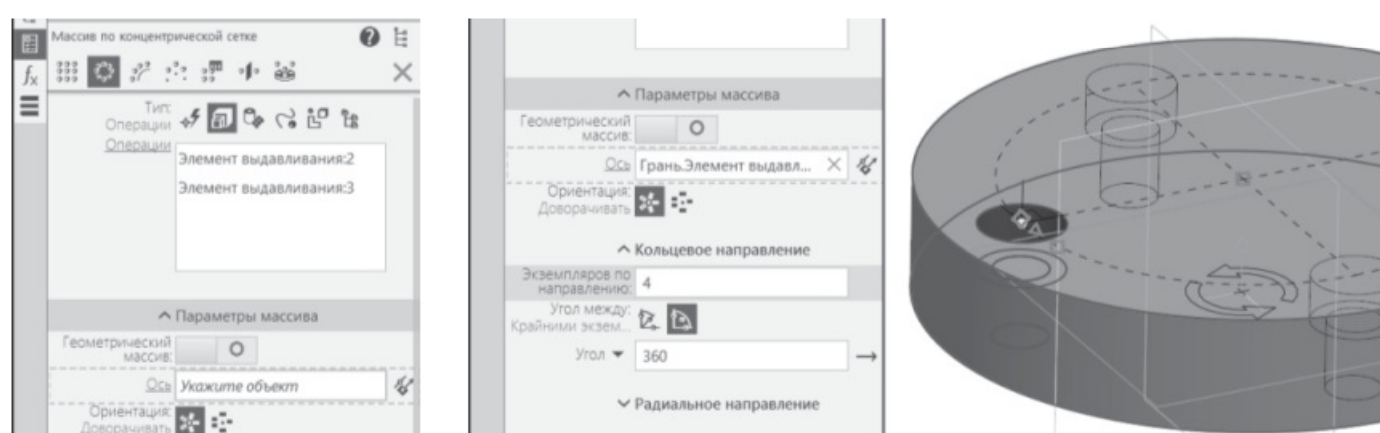 Массив по концентрической сетке
Тип:
Операции
Операции
Элемент выдавливания:2
Элемент выдавливания:3
Параметры массива
Геометрический
массив:
Ось
Укажите объект
Ориентация:
Доворачивать
Параметры массива
Геометрический
массив:
Ось
Грань.Элемент выдавл...
Ориентация:
Доворачивать
Кольцевое направление
Экземпляров по
направлению:
4
Угол между:
Крайними экзем...
Угол
360
Радиальное направление